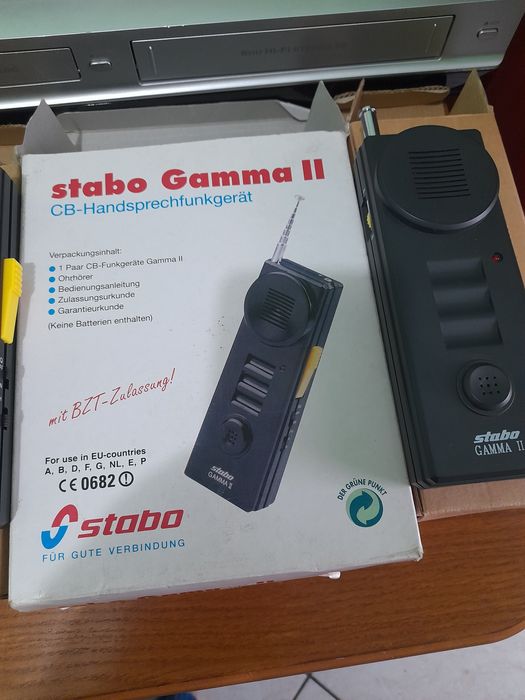 stabo Gamma II
CB-Handsprechfunkgerät
Verpackungsinhalt:
1 Paar CB-Funkgeräte Gamma II
Ohrhörer
Bedienungsanleitung
Zulassungsurkunde
Garantieurkunde
(Keine Batterien enthalten)
mit BZT-Zulassung!
For use in EU-countries
A, B, D, F, G, NL, E, P
CE 0682
stabo
FÜR GUTE VERBINDUNG
stabo
GAMMA II
DER GRÜNE PUNKT
stabo
GAMMA II